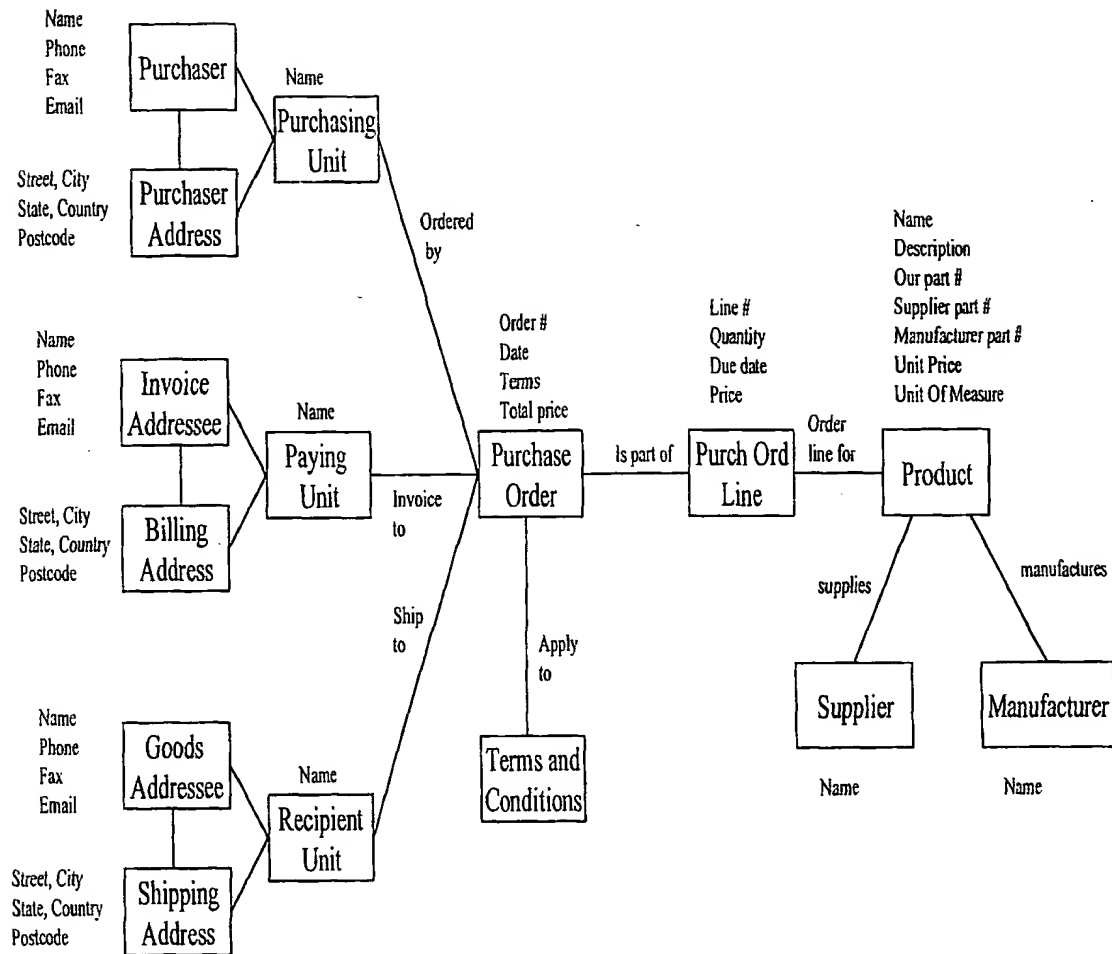 Name
Phone
Fax
Email
Purchaser
Name
Purchasing
Unit
Street, City
State, Country
Postcode
Purchaser
Address
Ordered
by
Name
Phone
Fax
Email
Invoice
Addressee
Name
Paying
Unit
Street, City
State, Country
Postcode
Billing
Address
Invoice
to
Order #
Date
Terms
Total price
Purchase
Order
Is part of
Line #
Quantity
Due date
Price
Purch Ord
Line
Order
line for
Name
Description
Our part #
Supplier part #
Manufacturer part #
Unit Price
Unit Of Measure
Product
supplies
manufactures
Supplier
Name
Manufacturer
Name
Ship
to
Apply
to
Terms and
Conditions
Name
Phone
Fax
Email
Goods
Addressee
Name
Recipient
Unit
Street, City
State, Country
Postcode
Shipping
Address